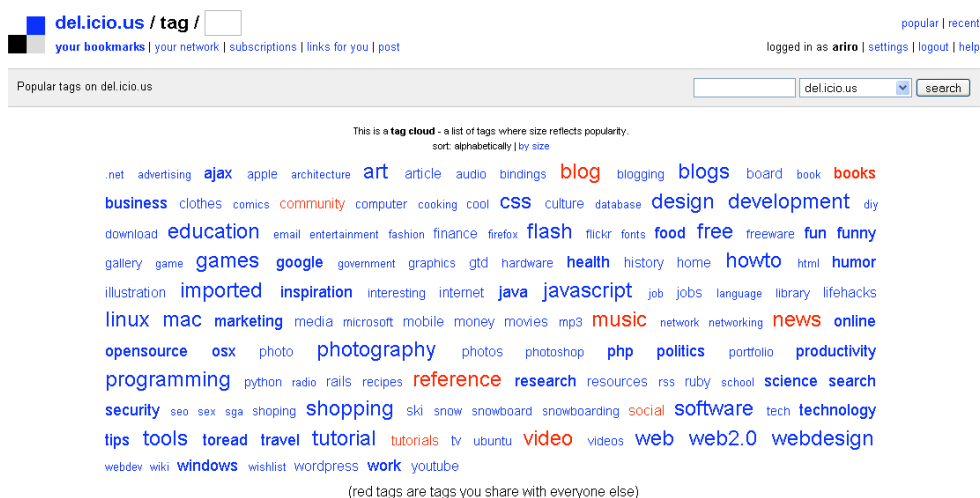 del.icio.us / tag /
popular | recent
your bookmarks | your network | subscriptions | links for you | post
logged in as ariro | settings | logout | help
Popular tags on del.icio.us
del.icio.us
search
This is a tag cloud - a list of tags where size reflects popularity.
sort: alphabetically | by size
.net advertising ajax apple architecture art article audio bindings blog blogging blogs board book books
business clothes comics community computer cooking cool css culture database design development diy
download education email entertainment fashion finance firefox flash flickr fonts food free freeware fun funny
gallery game games google government graphics gtd hardware health history home howto html humor
illustration imported inspiration interesting internet java javascript job jobs language library lifehacks
linux mac marketing media microsoft mobile money movies mp3 music network networking news online
opensource osx photo photography photos photoshop php politics portfolio productivity
programming python radio rails recipes reference research resources rss ruby school science search
security seo sex sga shoping shopping ski snow snowboard snowboarding social software tech technology
tips tools toread travel tutorial tutorials tv ubuntu video videos web web2.0 webdesign
webdev wiki windows wishlist wordpress work youtube
(red tags are tags you share with everyone else)